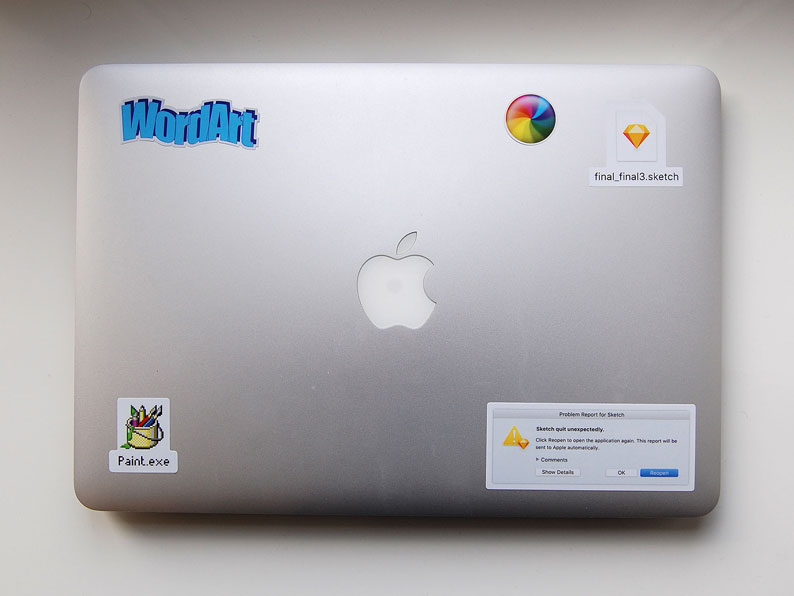 WordArt
final_final3.sketch
Paint.exe
Problem Report for Sketch
Sketch quit unexpectedly.
Click Reopen to open the application again. This report will be
sent to Apple automatically.
Comments
Show Details
OK
Reopen